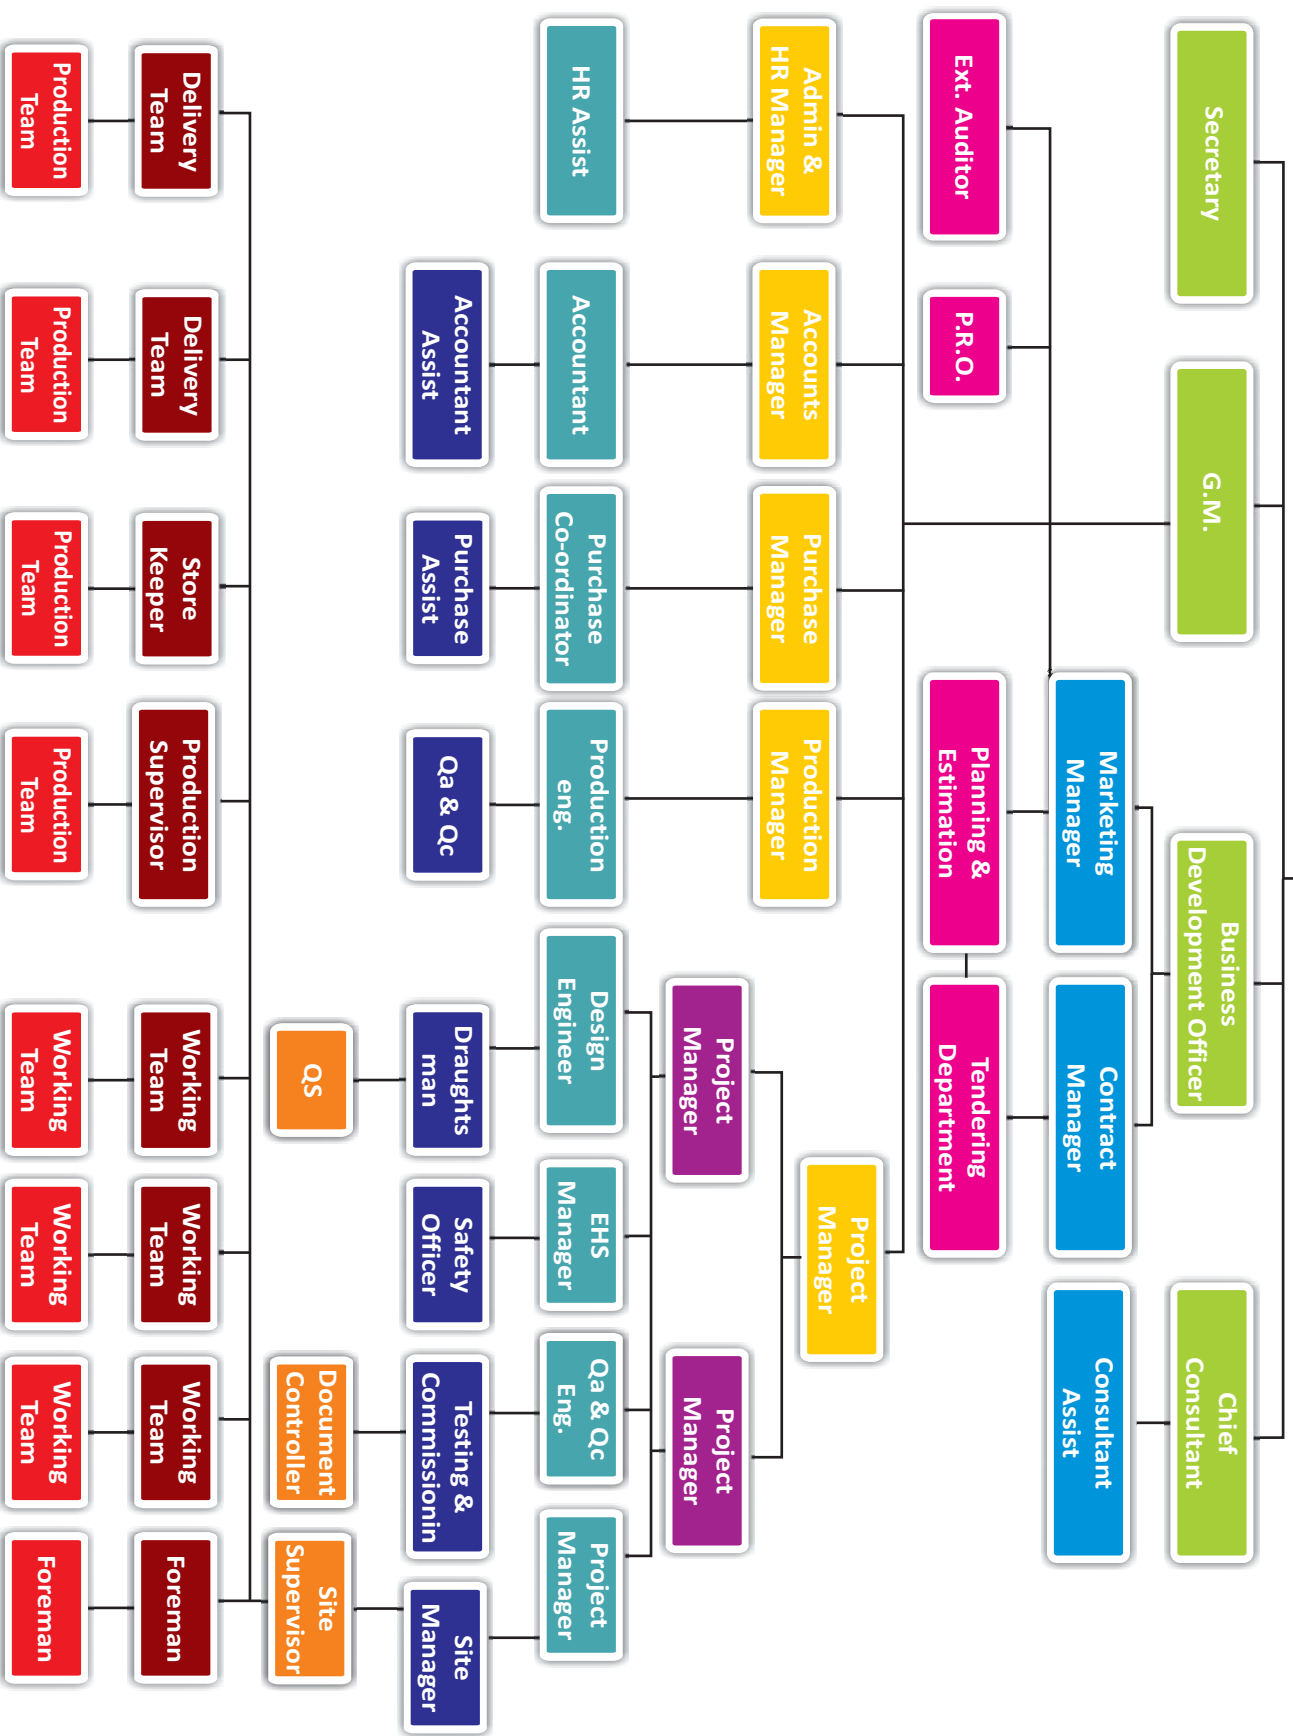 Secretary
G.M.
Business
Development Officer
Chief
Consultant
Marketing
Manager
Contract
Manager
Consultant
Assist
Ext. Auditor
P.R.O.
Planning &
Estimation
Tendering
Department
Admin &
HR Manager
Accounts
Manager
Purchase
Manager
Production
Manager
Project
Manager
Project
Manager
Project
Manager
HR Assist
Accountant
Purchase
Co-ordinator
Production
eng.
Design
Engineer
EHS
Manager
Qa & Qc
Eng.
Project
Manager
Accountant
Assist
Purchase
Assist
Qa & Qc
Draughts
man
Safety
Officer
Testing &
Commissionin
Site
Manager
QS
Document
Controller
Site
Supervisor
Delivery
Team
Delivery
Team
Store
Keeper
Production
Supervisor
Working
Team
Working
Team
Working
Team
Foreman
Production
Team
Production
Team
Production
Team
Production
Team
Working
Team
Working
Team
Working
Team
Foreman